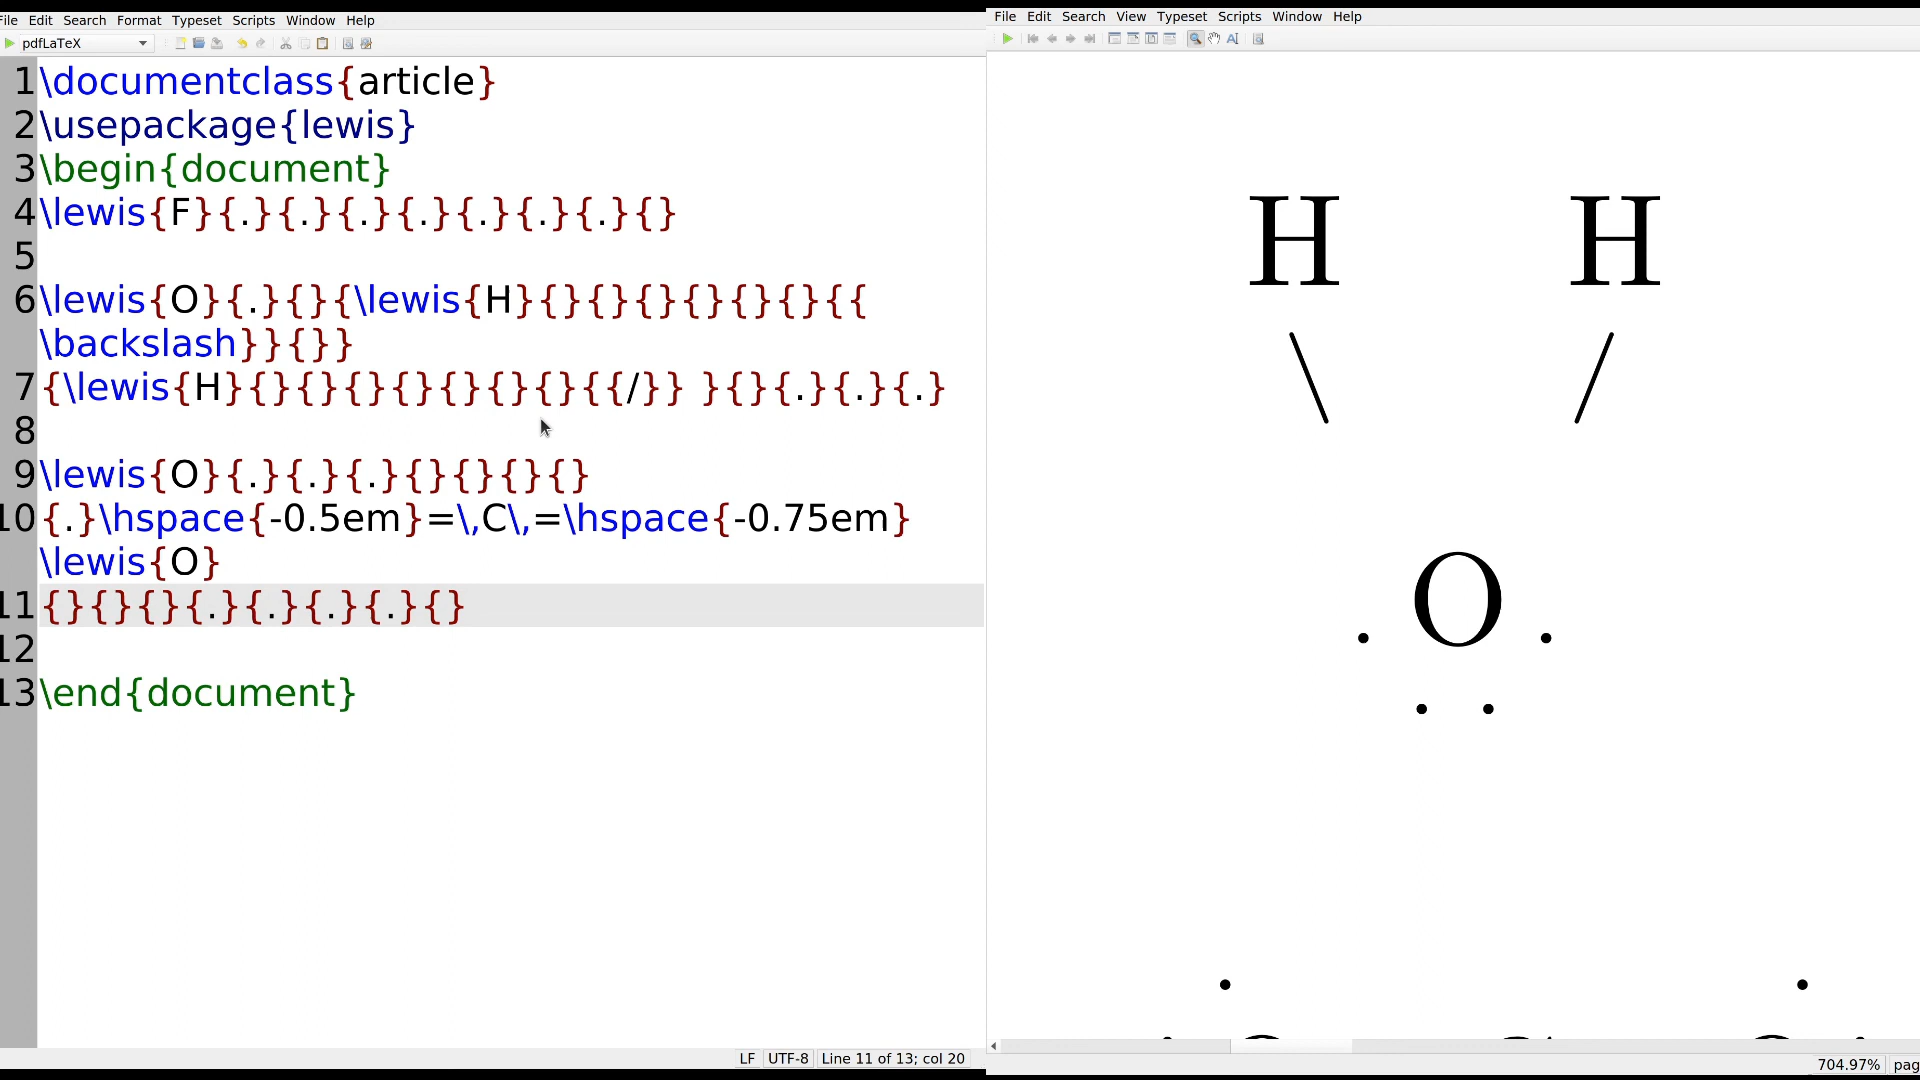 File Edit Search Format Typeset Scripts Window Help
pdfLaTeX
1 \documentclass{article}
2 \usepackage{lewis}
3 \begin{document}
4 \lewis{F}{.}{.}{.}{.}{.}{.}{.}{}
5
6 \lewis{O}{.}{}{\lewis{H}{}{}{}{}{}{}{{
\backslash}}{}}
7 {\lewis{H}{}{}{}{}{}{}{}{{/}} }{}{.}{.}{.}
8
9 \lewis{O}{.}{.}{.}{}{}{}{}
10 {.}\hspace{-0.5em}=\,C\,=\hspace{-0.75em}
\lewis{O}
11 {}{}{}{.}{.}{.}{.}{}
12
13 \end{document}
LF UTF-8 Line 11 of 13; col 20
File Edit Search View Typeset Scripts Window Help
H H
\ /
. O .
. .
704.97% pag